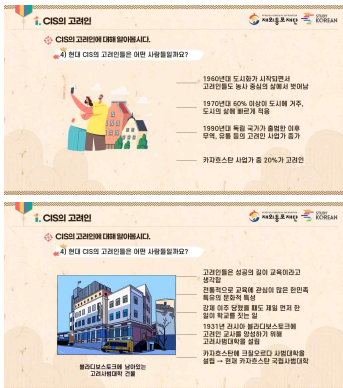 1. CIS의 고려인
재외동포재단
STUDY KOREAN
CIS의 고려인에 대해 알아봅시다.
4) 현대 CIS의 고려인들은 어떤 사람들일까요?
1960년대 도시화가 시작되면서
고려인들도 농사 중심의 삶에서 벗어남
1970년대 60% 이상이 도시에 거주,
도시의 삶에 빠르게 적응
1990년대 독립 국가가 출범한 이후
무역, 유통 등의 고려인 사업가 증가
카자흐스탄 사업가 중 20%가 고려인
1. CIS의 고려인
재외동포재단
STUDY KOREAN
CIS의 고려인에 대해 알아봅시다.
4) 현대 CIS의 고려인들은 어떤 사람들일까요?
고려인들은 성공의 길이 교육이라고
생각함
전통적으로 교육에 관심이 많은 한민족
특유의 문화적 특성
강제 이주 당했을 때도 제일 먼저 한
일이 학교를 짓는 일
1931년 러시아 블라디보스토크에
고려인 교사를 양성하기 위해
고려사범대학을 설립
카자흐스탄에 크질오르다 사범대학을
설립 → 현재 카자흐스탄 국립사범대학
블라디보스토크에 남아있는
고려사범대학 건물